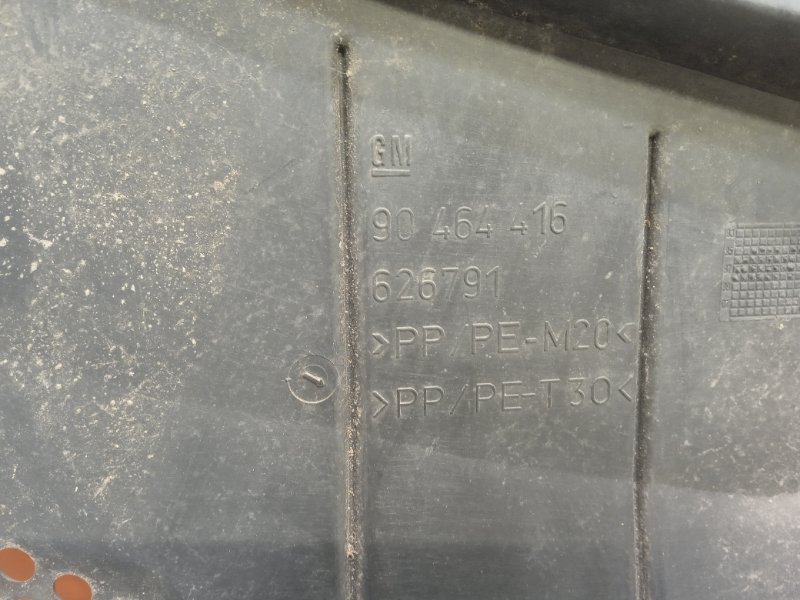 GM
90 464 416
626791
>PP/PE-M20<
>PP/PE-T30<